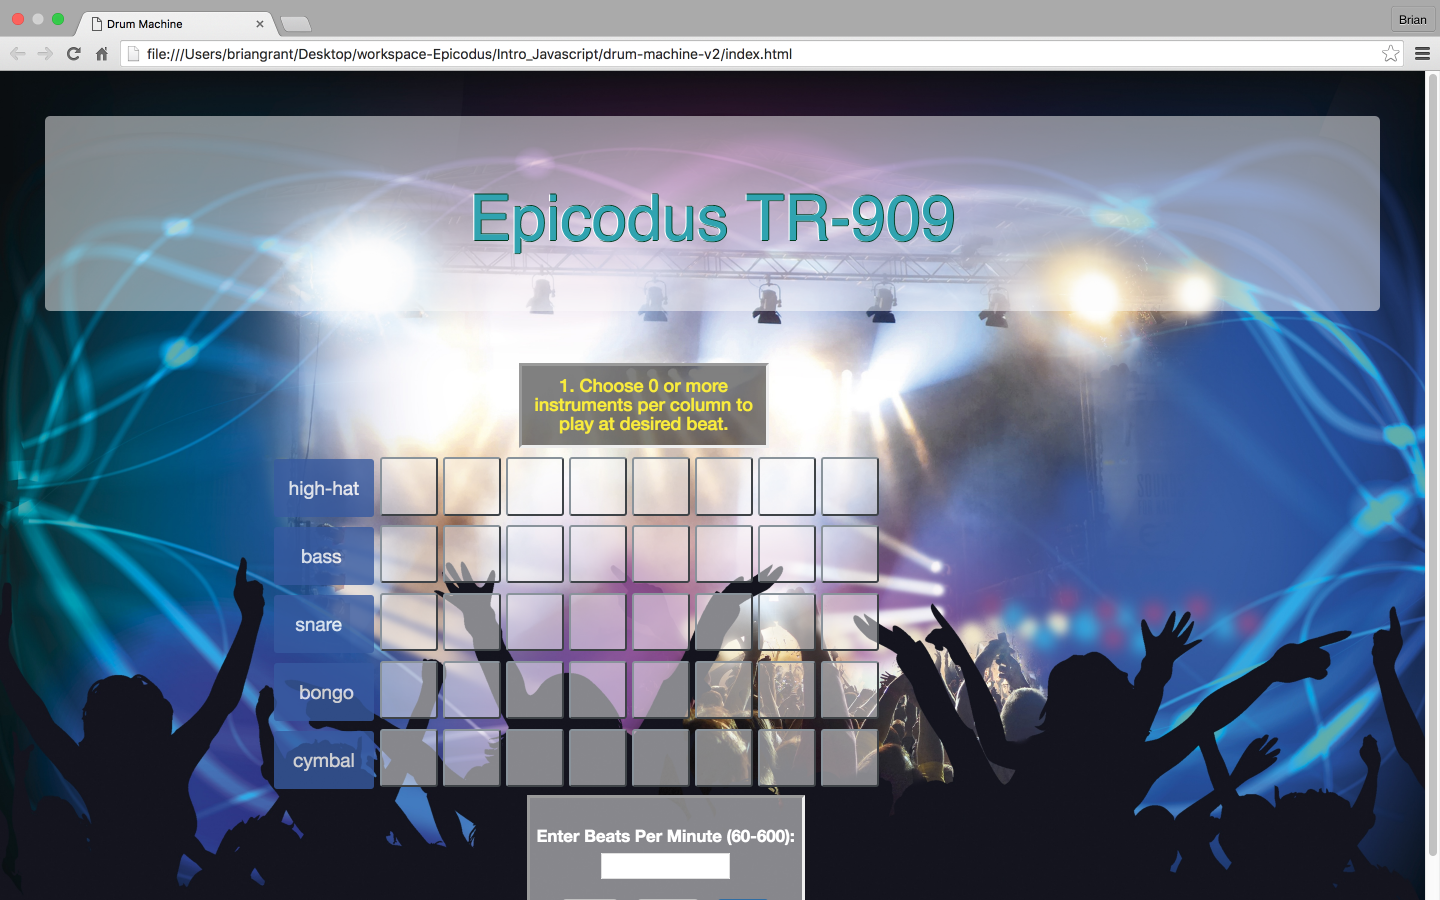 Drum Machine
Brian
file:///Users/briangrant/Desktop/workspace-Epicodus/Intro_Javascript/drum-machine-v2/index.html
Epicodus TR-909
1. Choose 0 or more
instruments per column to
play at desired beat.
high-hat
bass
snare
bongo
cymbal
Enter Beats Per Minute (60-600):